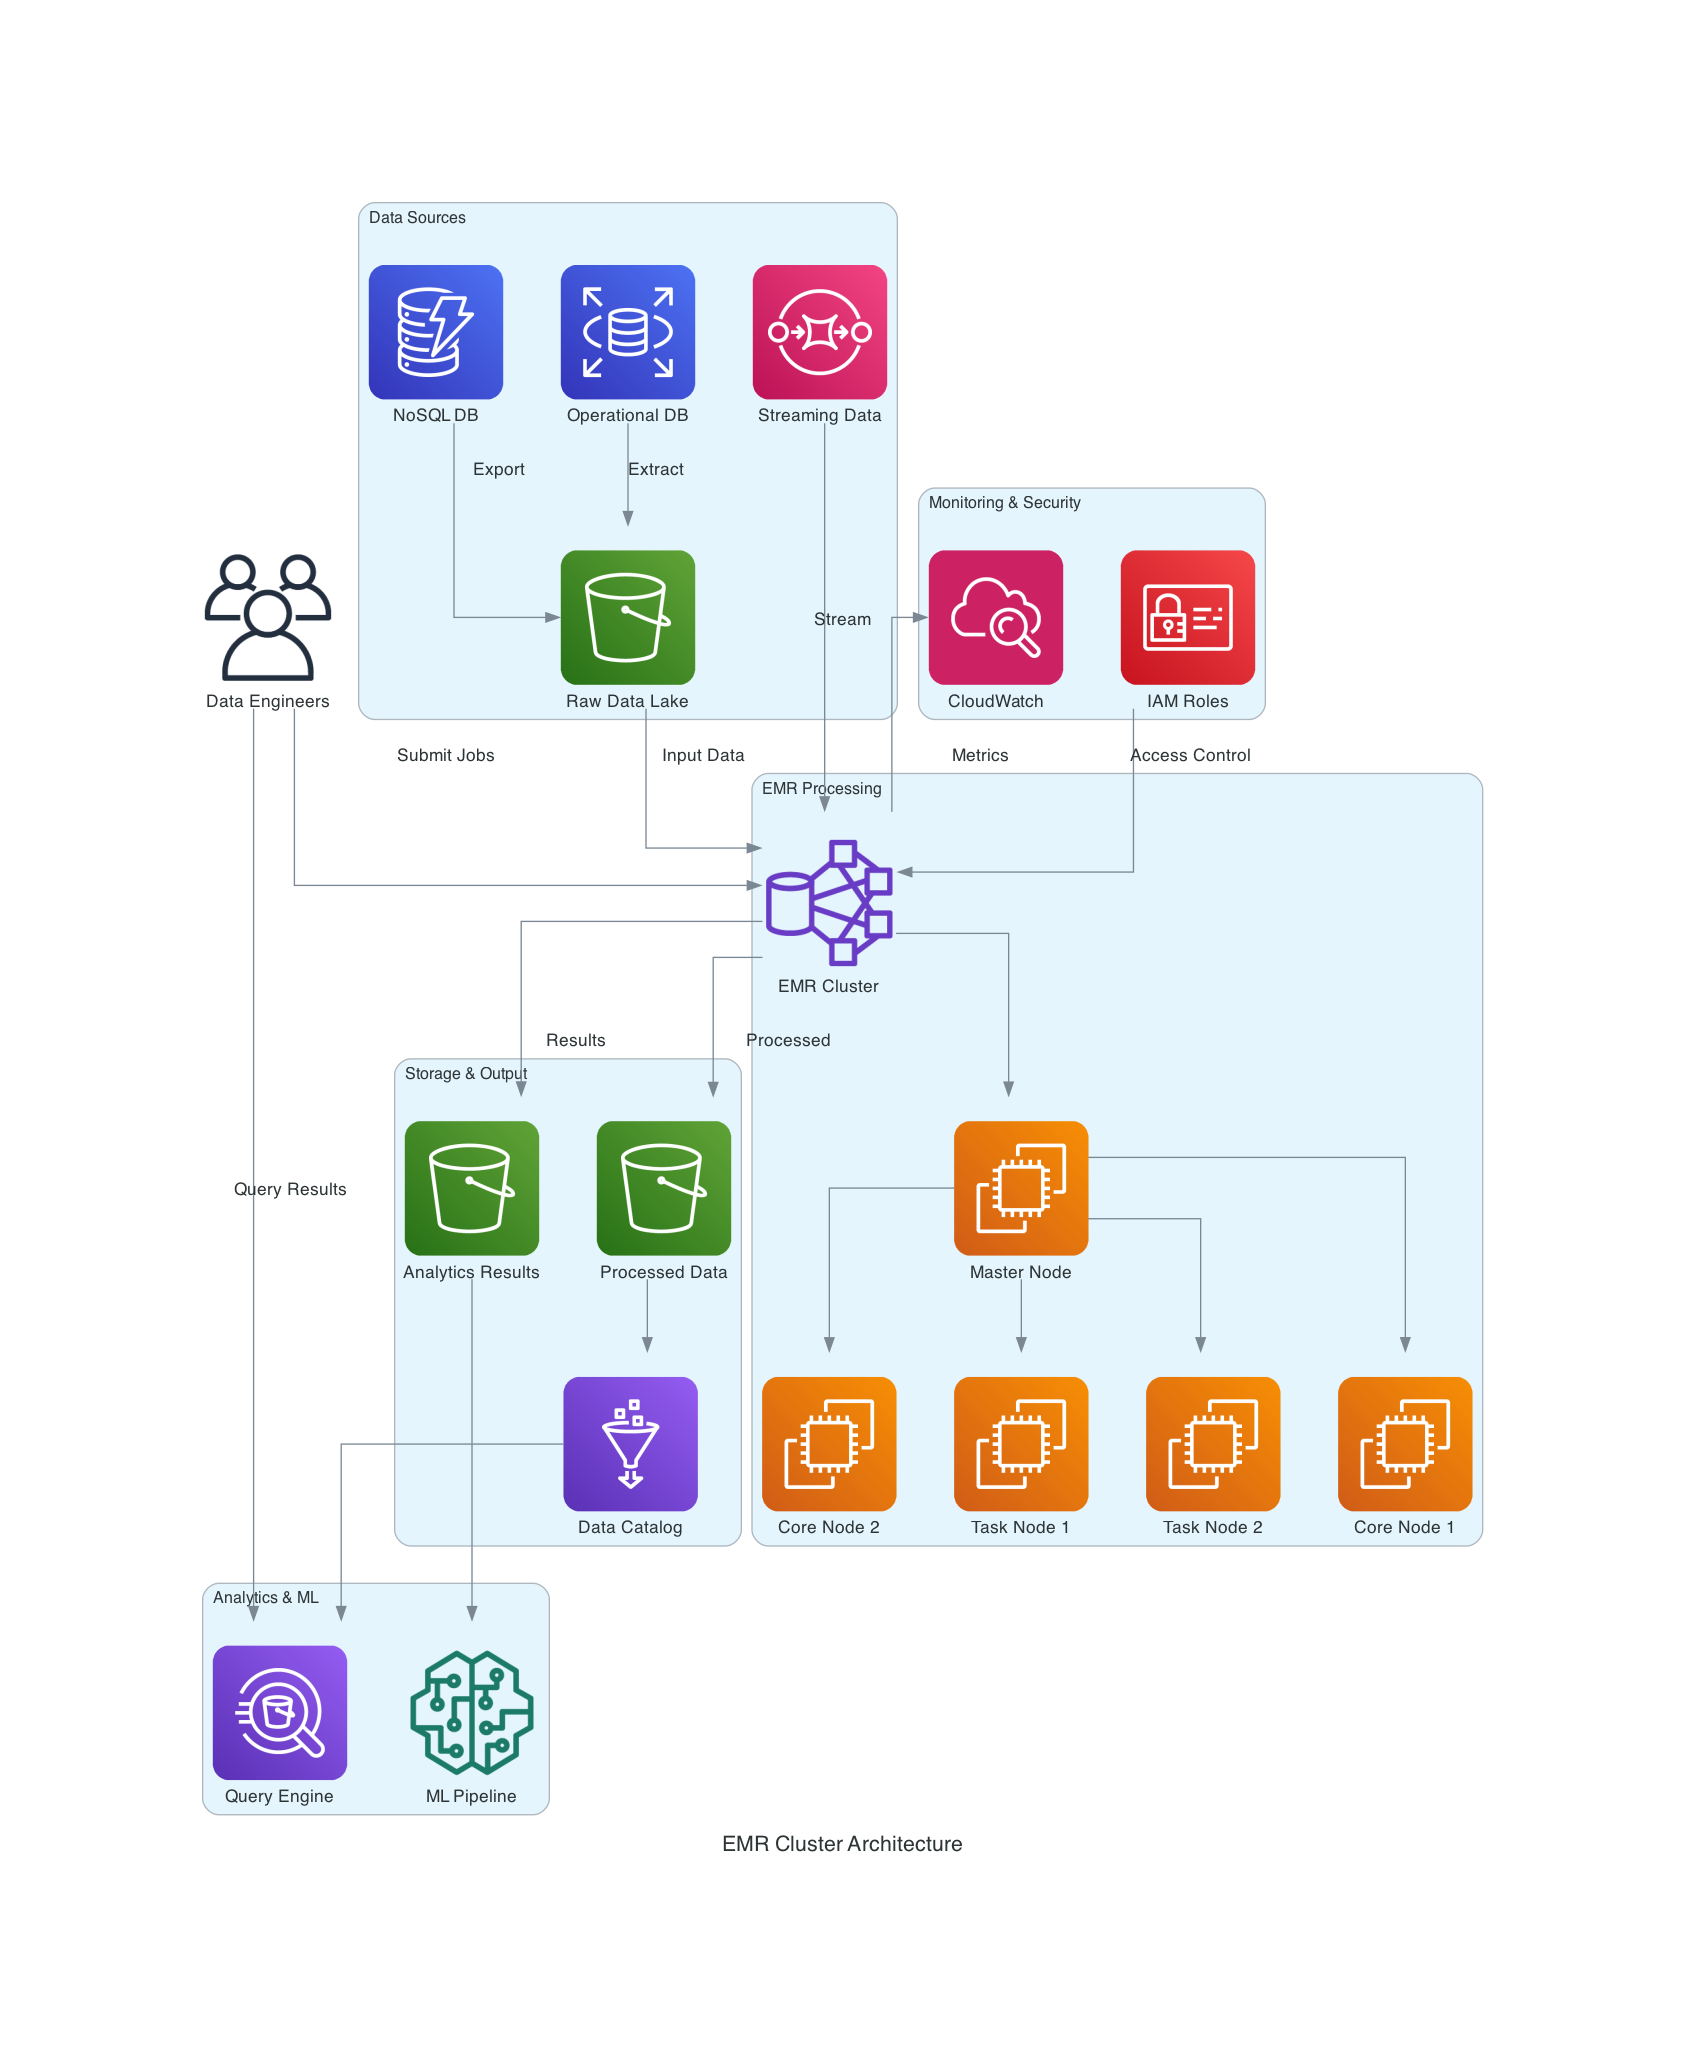 Data Sources
NoSQL DB
Operational DB
Streaming Data
Export
Extract
Monitoring & Security
Stream
Data Engineers
Raw Data Lake
CloudWatch
IAM Roles
Submit Jobs
Input Data
Metrics
Access Control
EMR Processing
EMR Cluster
Results
Processed
Storage & Output
Query Results
Analytics Results
Processed Data
Master Node
Data Catalog
Core Node 2
Task Node 1
Task Node 2
Core Node 1
Analytics & ML
Query Engine
ML Pipeline
EMR Cluster Architecture